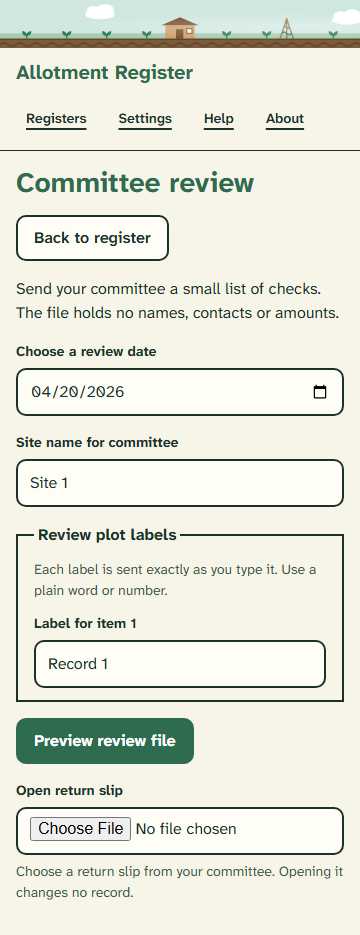 Allotment Register
Registers Settings Help About
Committee review
Back to register
Send your committee a small list of checks.
The file holds no names, contacts or amounts.
Choose a review date
04/20/2026
Site name for committee
Site 1
Review plot labels
Each label is sent exactly as you type it. Use a
plain word or number.
Label for item 1
Record 1
Preview review file
Open return slip
Choose File No file chosen
Choose a return slip from your committee. Opening it
changes no record.